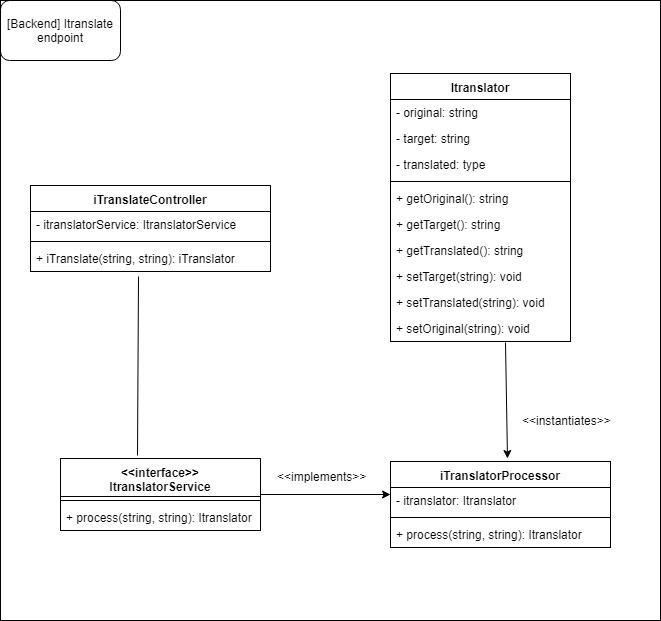 [Backend] Itranslate
endpoint
Itranslator
- original: string
- target: string
- translated: type
+ getOriginal(): string
+ getTarget(): string
+ getTranslated(): string
+ setTarget(string): void
+ setTranslated(string): void
+ setOriginal(string): void
iTranslateController
- itranslatorService: ItranslatorService
+ iTranslate(string, string): iTranslator
<<instantiates>>
<<interface>>
ItranslatorService
+ process(string, string): Itranslator
<<implements>>
iTranslatorProcessor
- itranslator: Itranslator
+ process(string, string): Itranslator